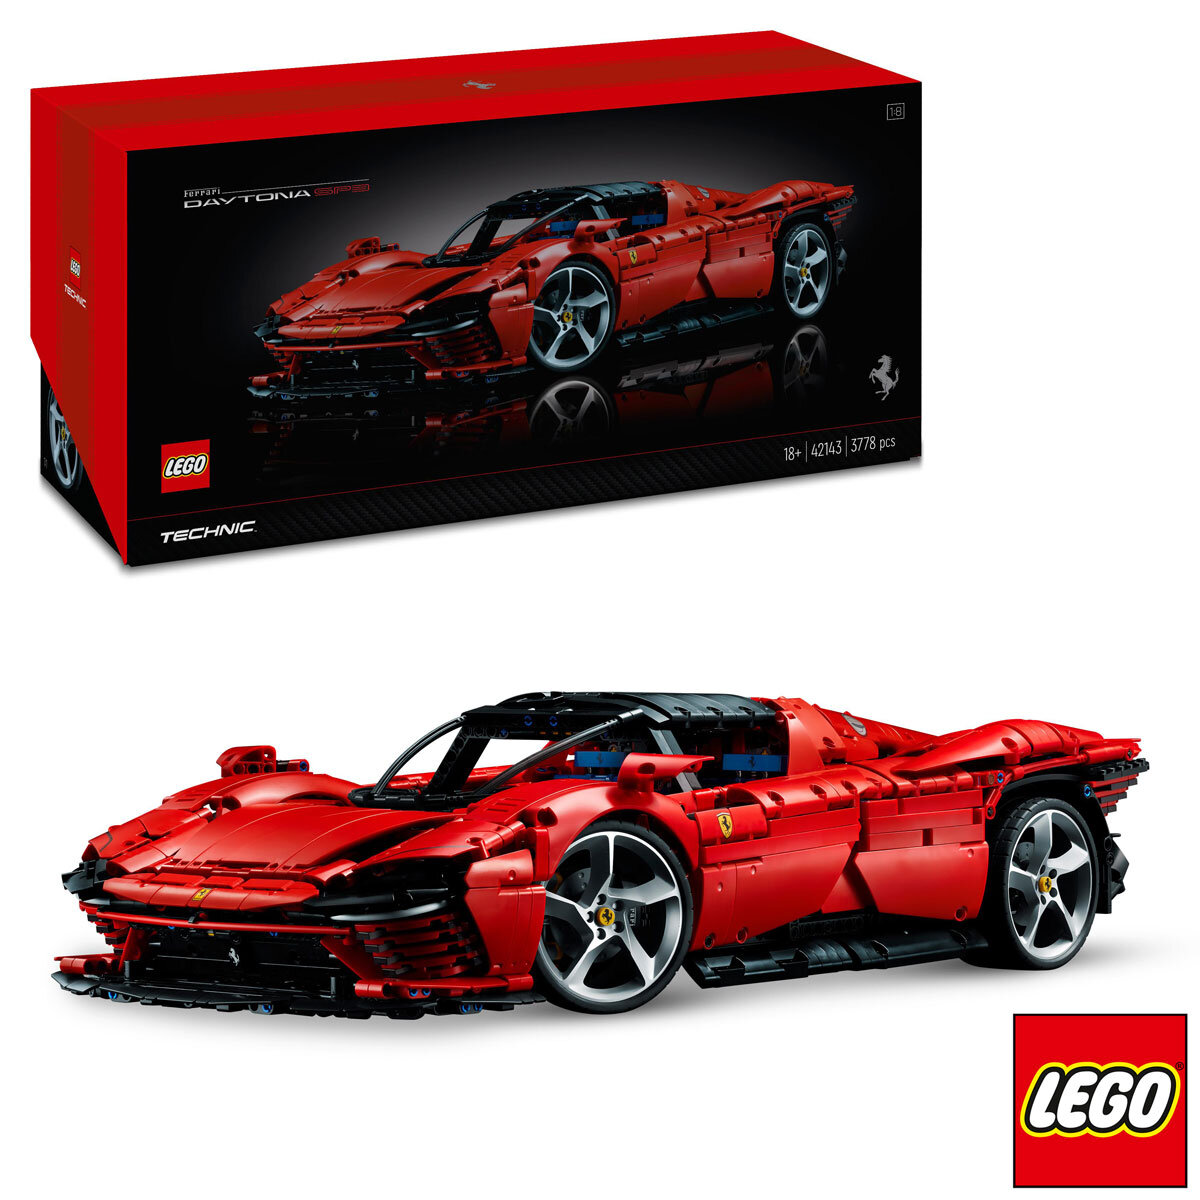 Ferrari
DAYTONA SP3
1:8
LEGO
TECHNIC
LEGO
18+ | 42143 | 3778 pcs
TECHNIC
LEGO®